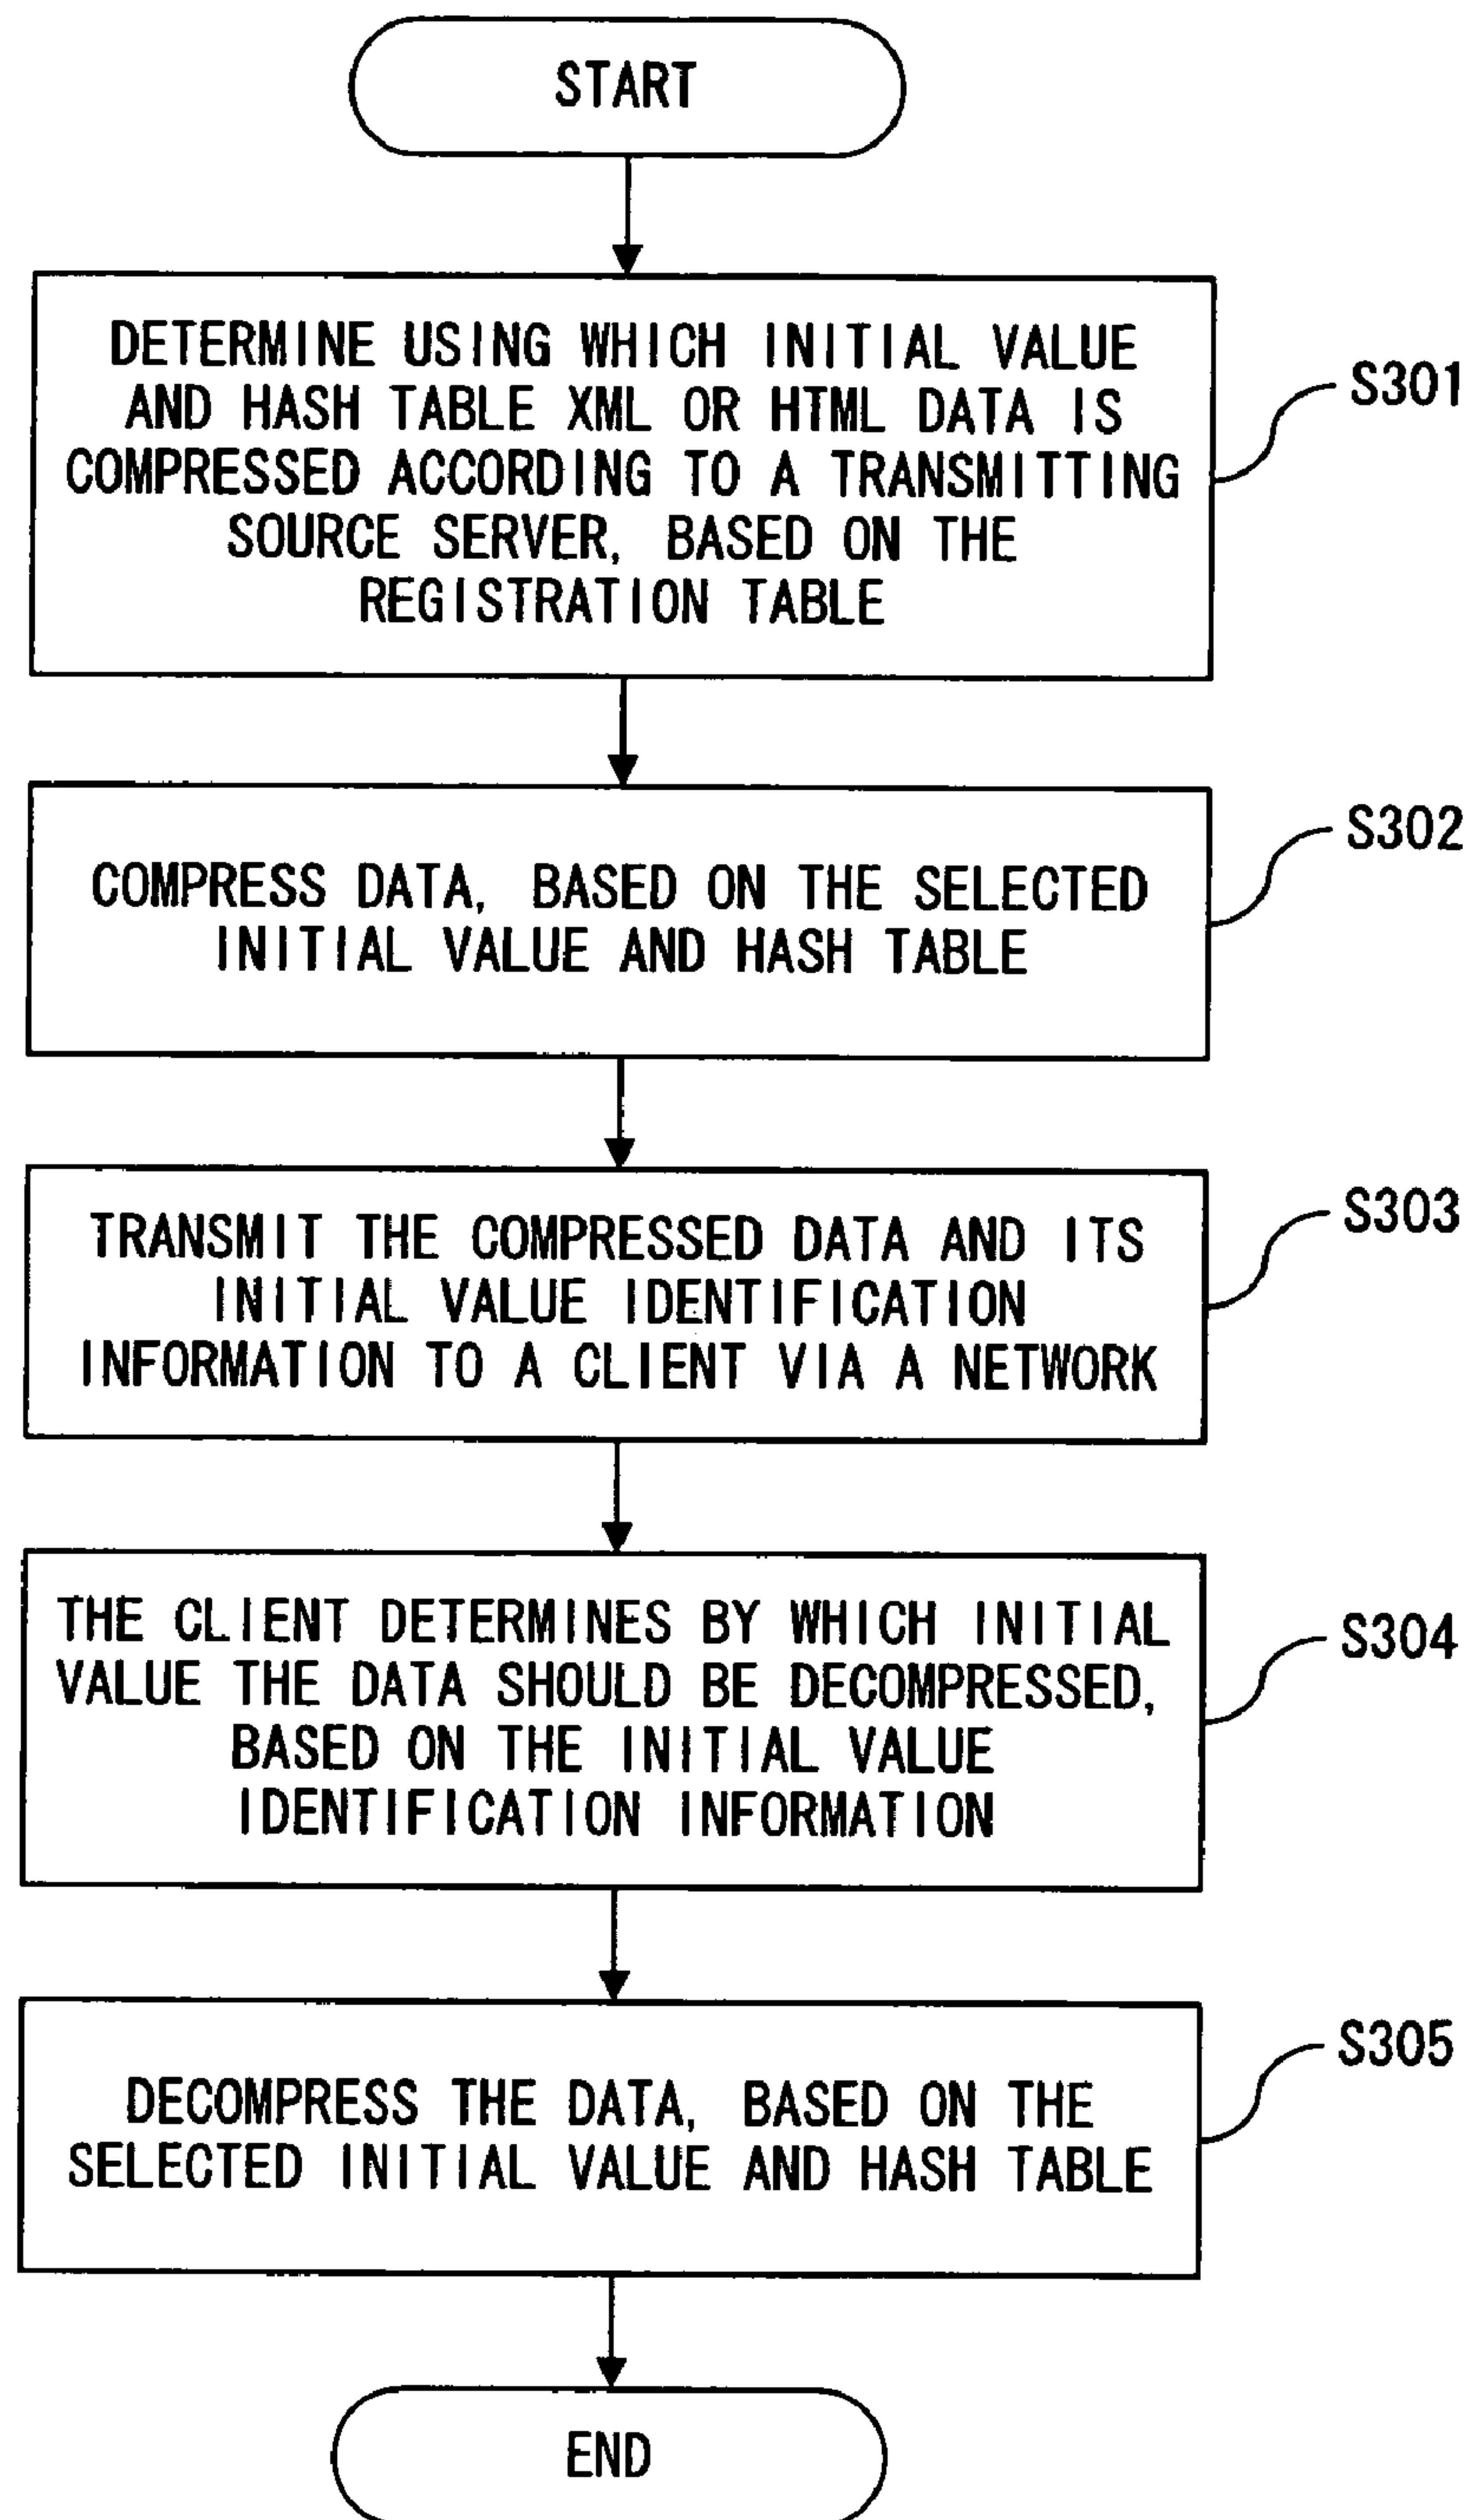 START
DETERMINE USING WHICH INITIAL VALUE
AND HASH TABLE XML OR HTML DATA IS
COMPRESSED ACCORDING TO A TRANSMITTING
SOURCE SERVER, BASED ON THE
REGISTRATION TABLE
S301
COMPRESS DATA, BASED ON THE SELECTED
INITIAL VALUE AND HASH TABLE
S302
TRANSMIT THE COMPRESSED DATA AND ITS
INITIAL VALUE IDENTIFICATION
INFORMATION TO A CLIENT VIA A NETWORK
S303
THE CLIENT DETERMINES BY WHICH INITIAL
VALUE THE DATA SHOULD BE DECOMPRESSED,
BASED ON THE INITIAL VALUE
IDENTIFICATION INFORMATION
S304
DECOMPRESS THE DATA, BASED ON THE
SELECTED INITIAL VALUE AND HASH TABLE
S305
END